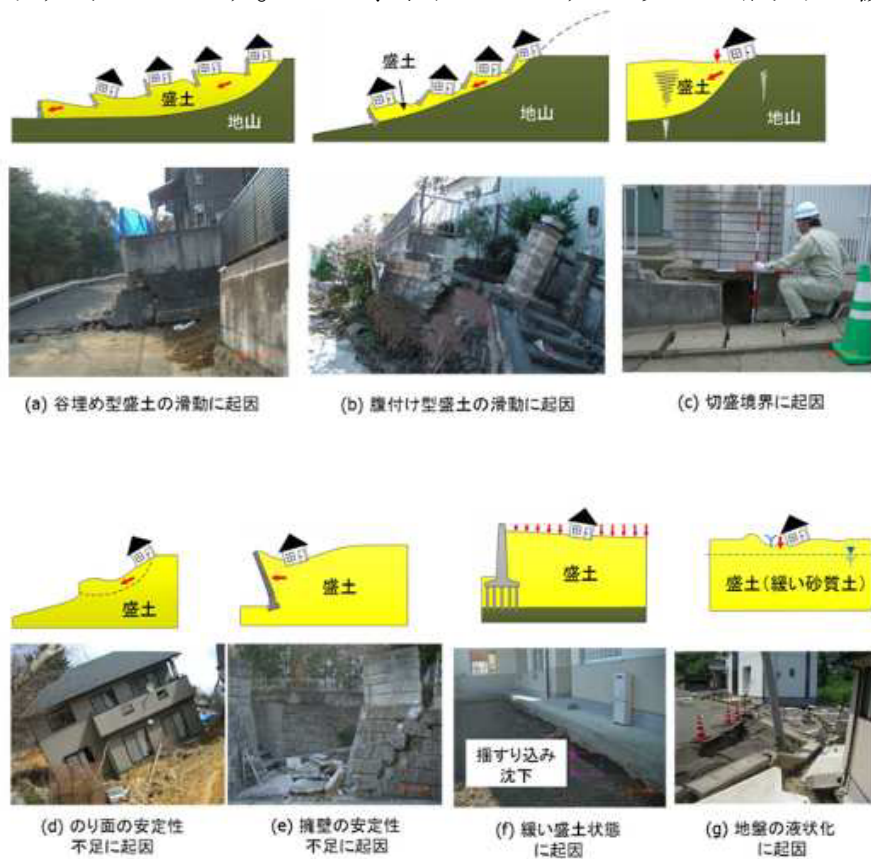 盛土
地山
盛土
地山
盛土
地山
(a) 谷埋め型盛土の滑動に起因
(b) 腹付け型盛土の滑動に起因
(c) 切盛境界に起因
盛土
盛土
盛土
盛土(緩い砂質土)
揺すり込み
沈下
(d) のり面の安定性
不足に起因
(e) 擁壁の安定性
不足に起因
(f) 緩い盛土状態
に起因
(g) 地盤の液状化
に起因